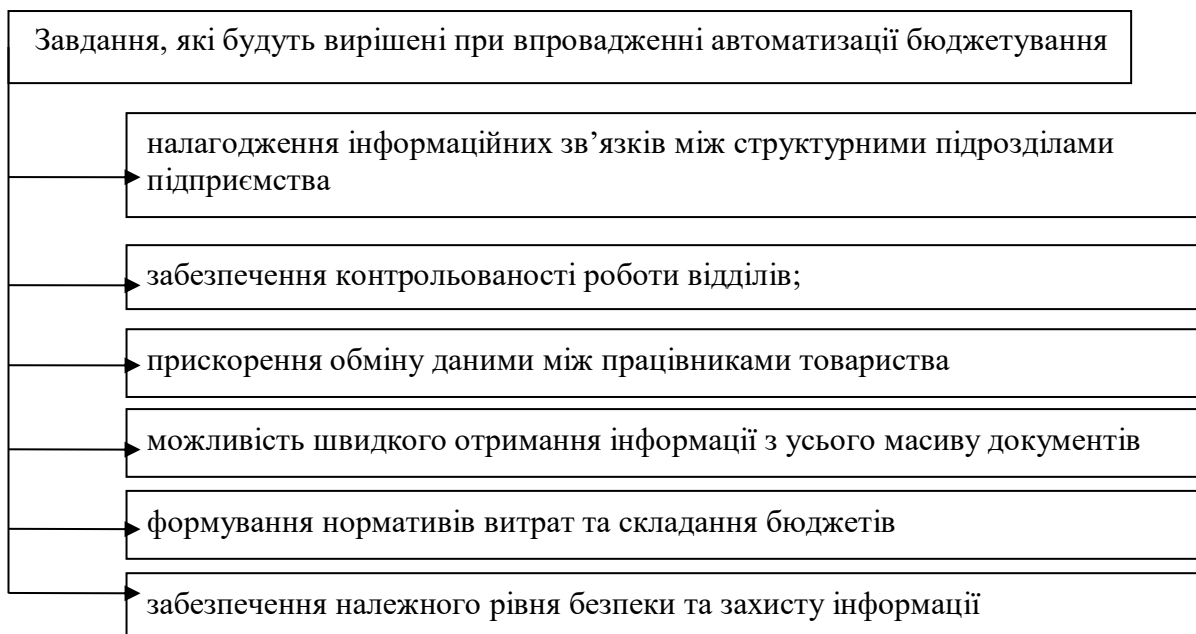 Завдання, які будуть вирішені при впровадженні автоматизації бюджетування
налагодження інформаційних зв’язків між структурними підрозділами
підприємства
забезпечення контрольованості роботи відділів;
прискорення обміну даними між працівниками товариства
можливість швидкого отримання інформації з усього масиву документів
формування нормативів витрат та складання бюджетів
забезпечення належного рівня безпеки та захисту інформації